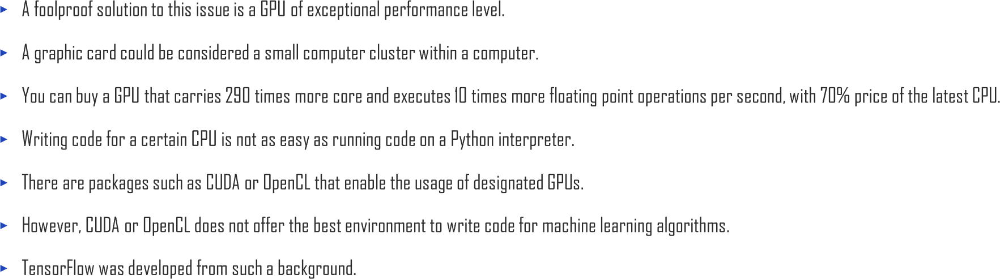 ▸ A foolproof solution to this issue is a GPU of exceptional performance level.
▸ A graphic card could be considered a small computer cluster within a computer.
▸ You can buy a GPU that carries 290 times more core and executes 10 times more floating point operations per second, with 70% price of the latest CPU.
▸ Writing code for a certain CPU is not as easy as running code on a Python interpreter.
▸ There are packages such as CUDA or OpenCL that enable the usage of designated GPUs.
▸ However, CUDA or OpenCL does not offer the best environment to write code for machine learning algorithms.
▸ TensorFlow was developed from such a background.